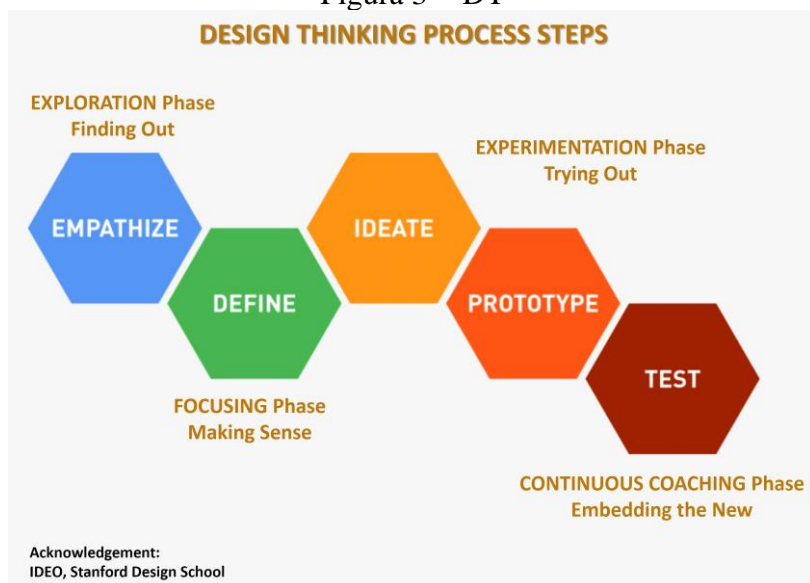 DESIGN THINKING PROCESS STEPS
EXPLORATION Phase
Finding Out
EXPERIMENTATION Phase
Trying Out
EMPATHIZE
IDEATE
DEFINE
PROTOTYPE
TEST
FOCUSING Phase
Making Sense
CONTINUOUS COACHING Phase
Embedding the New
Acknowledgement:
IDEO, Stanford Design School